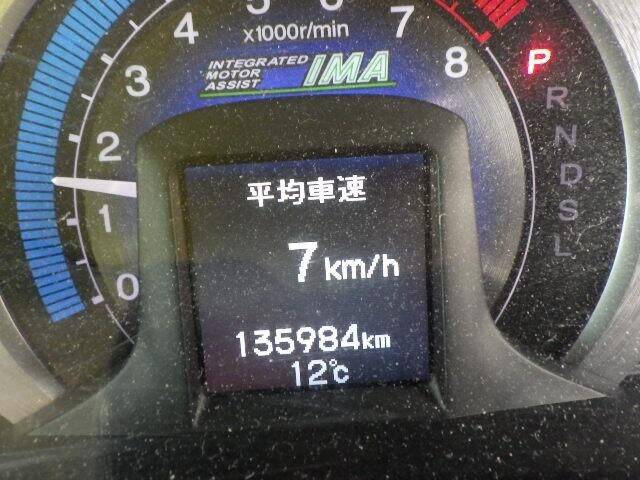 5 6
4 x1000r/min 7
INTEGRATED
MOTOR
ASSIST
IMA
3 8
2
1
0
P
R
N
D
S
L
平均車速
7 km/h
135984 km
12℃